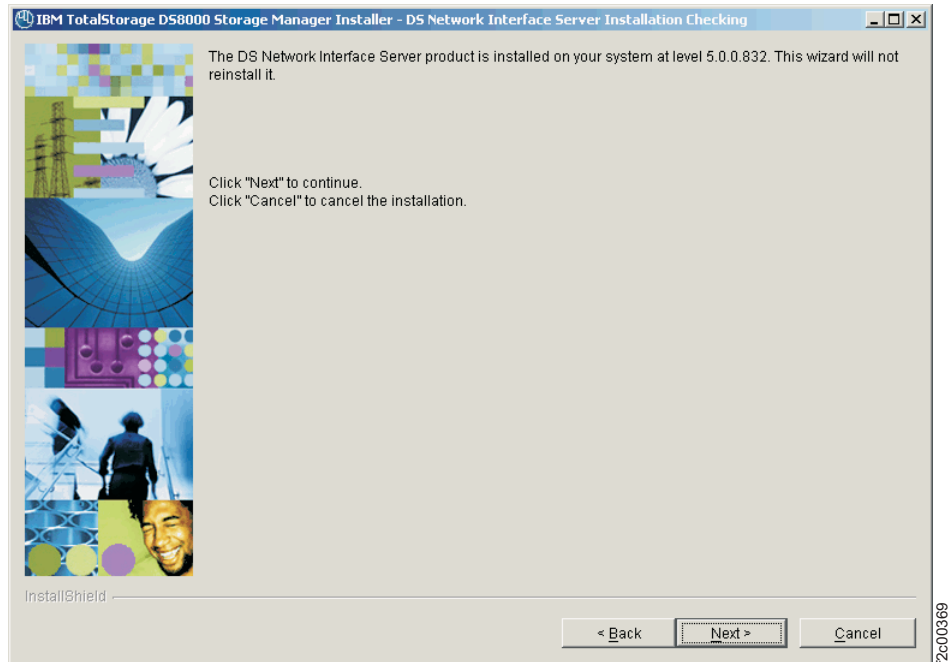 IBM TotalStorage DS8000 Storage Manager Installer - DS Network Interface Server Installation Checking
The DS Network Interface Server product is installed on your system at level 5.0.0.832. This wizard will not
reinstall it.
Click "Next" to continue.
Click "Cancel" to cancel the installation.
InstallShield
< Back
Next >
Cancel
f2c00369